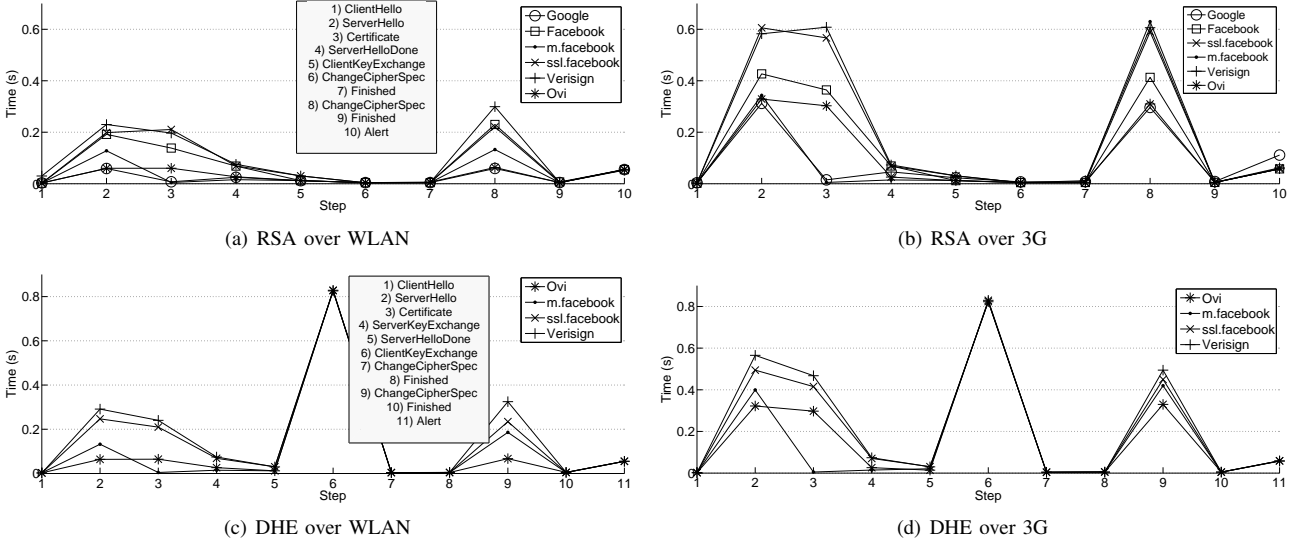 0.6
0.4
0.2
0
Time (s)
1 2 3 4 5 6 7 8 9 10
Step
1) ClientHello
2) ServerHello
3) Certificate
4) ServerHelloDone
5) ClientKeyExchange
6) ChangeCipherSpec
7) Finished
8) ChangeCipherSpec
9) Finished
10) Alert
Google
Facebook
m.facebook
ssl.facebook
Verisign
Ovi
(a) RSA over WLAN
0.6
0.4
0.2
0
Time (s)
1 2 3 4 5 6 7 8 9 10
Step
Google
Facebook
ssl.facebook
m.facebook
Verisign
Ovi
(b) RSA over 3G
0.8
0.6
0.4
0.2
0
Time (s)
1 2 3 4 5 6 7 8 9 10 11
Step
1) ClientHello
2) ServerHello
3) Certificate
4) ServerKeyExchange
5) ServerHelloDone
6) ClientKeyExchange
7) ChangeCipherSpec
8) Finished
9) ChangeCipherSpec
10) Finished
11) Alert
Ovi
m.facebook
ssl.facebook
Verisign
(c) DHE over WLAN
0.8
0.6
0.4
0.2
0
Time (s)
1 2 3 4 5 6 7 8 9 10 11
Step
Ovi
m.facebook
ssl.facebook
Verisign
(d) DHE over 3G